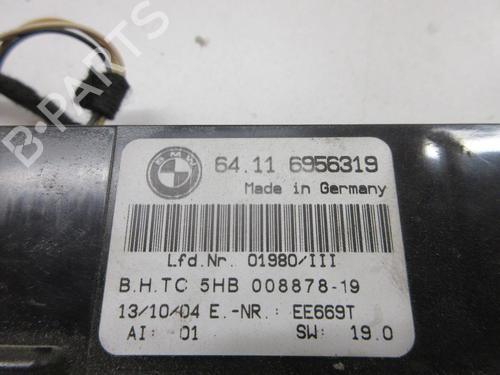 B-PARTS
BMW
64.11 6956319
Made in Germany
Lfd.Nr. 01980/III
B.H.TC 5HB 008878-19
13/10/04 E.-NR.: EE669T
AI: 01 SW: 19.0